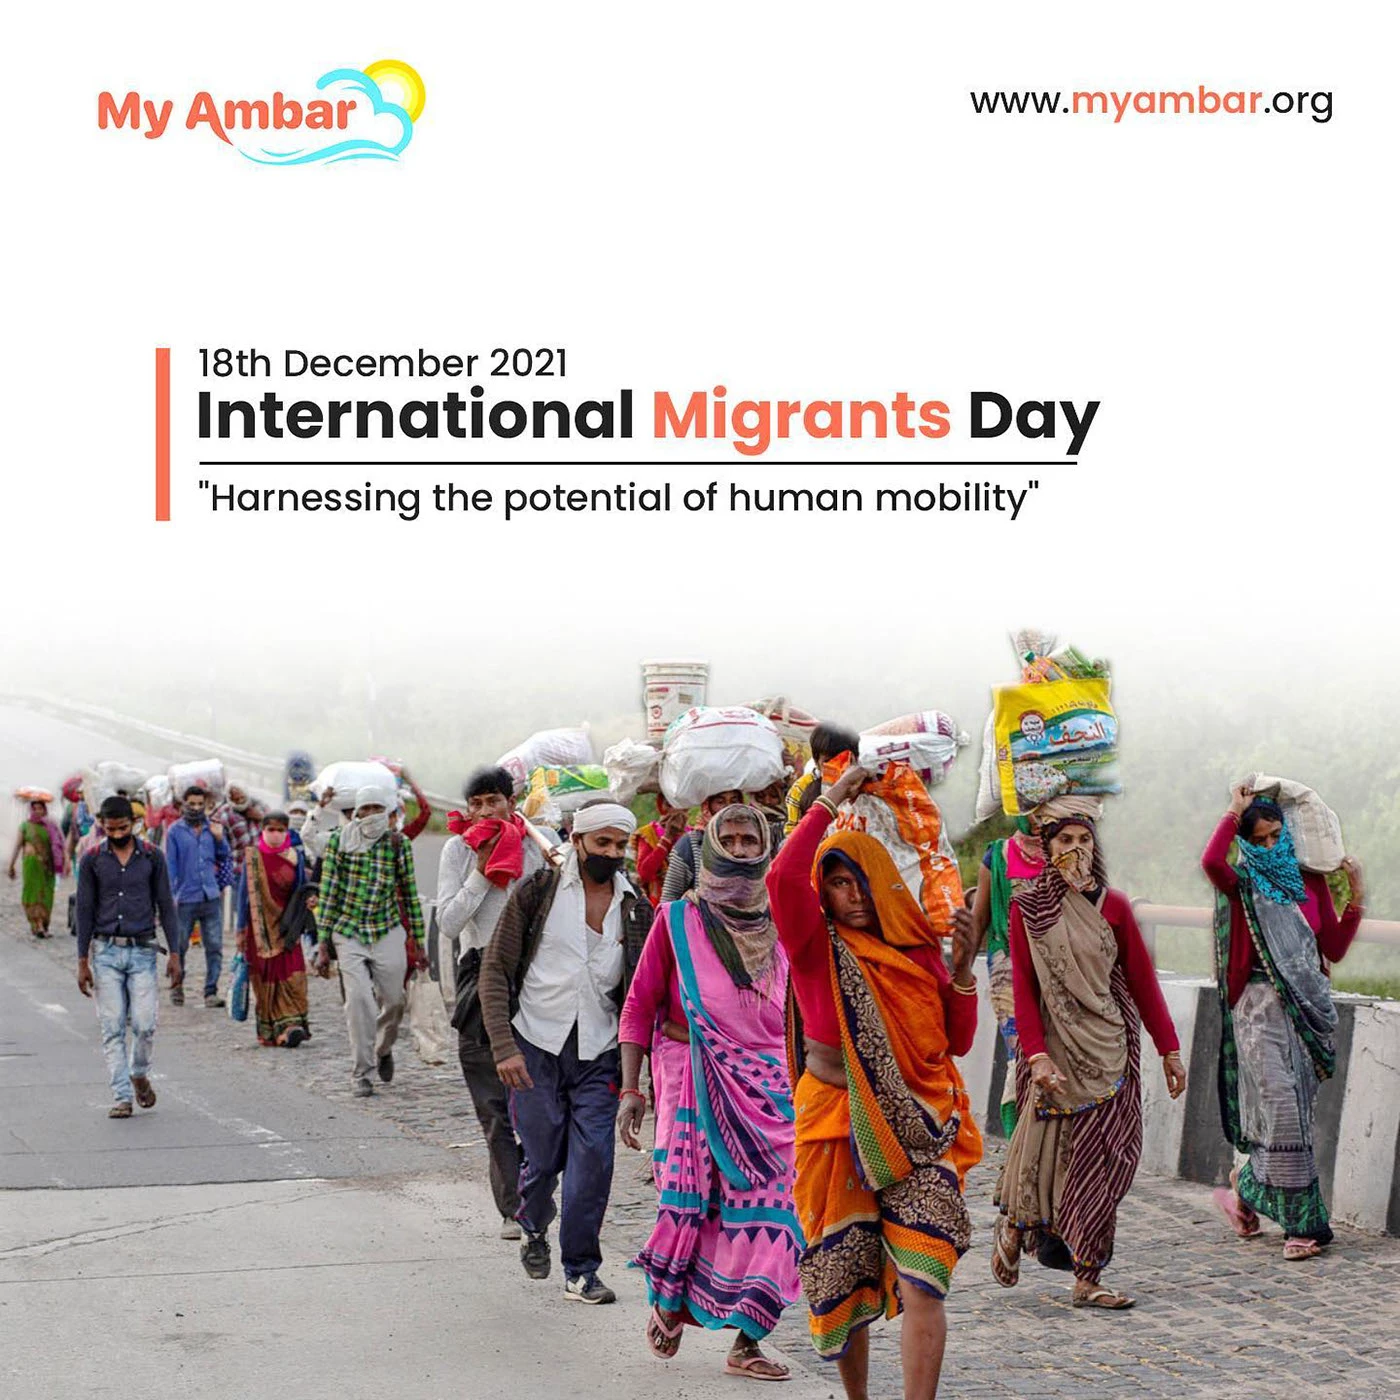 My Ambar
www.myambar.org
18th December 2021
International Migrants Day
"Harnessing the potential of human mobility"
النجف